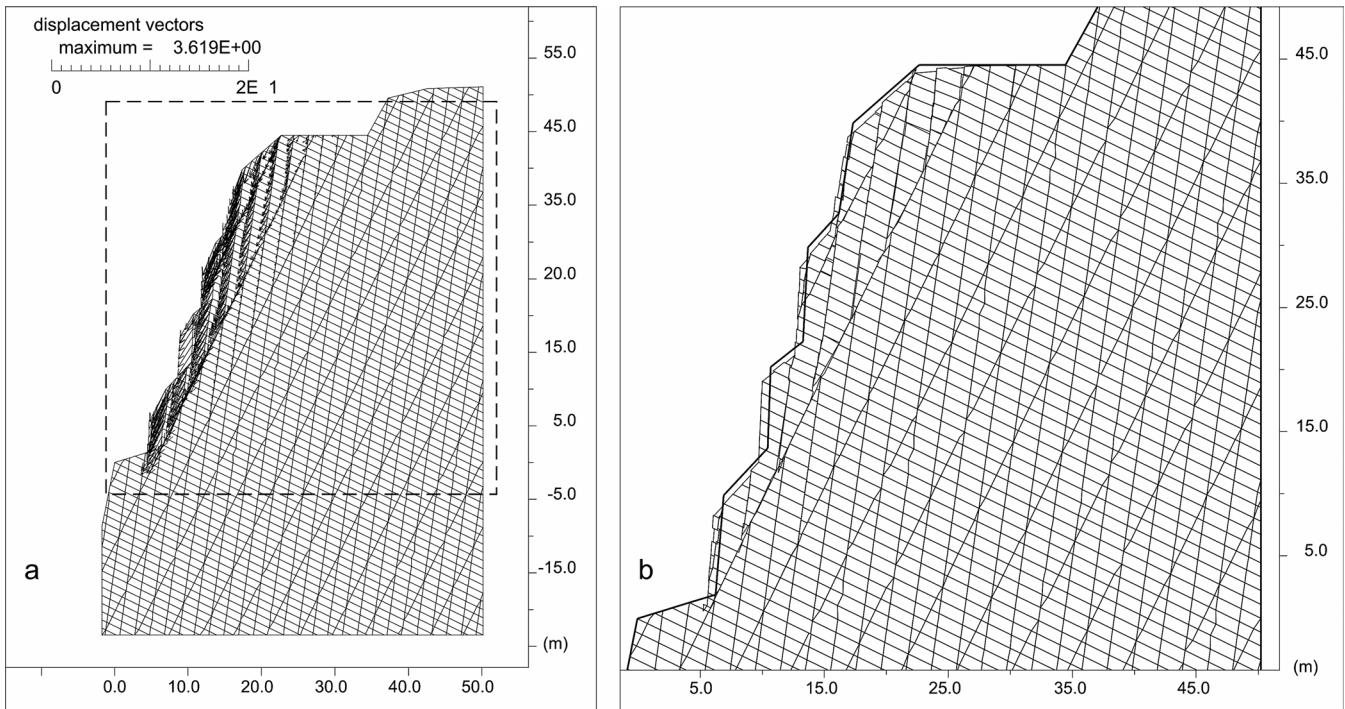 displacement vectors
maximum = 3.619E+00
0 2E 1
55.0
45.0
35.0
20.0
15.0
5.0
-5.0
-15.0
(m)
0.0 10.0 20.0 30.0 40.0 50.0
a
45.0
35.0
25.0
15.0
5.0
(m)
5.0 15.0 25.0 35.0 45.0
b